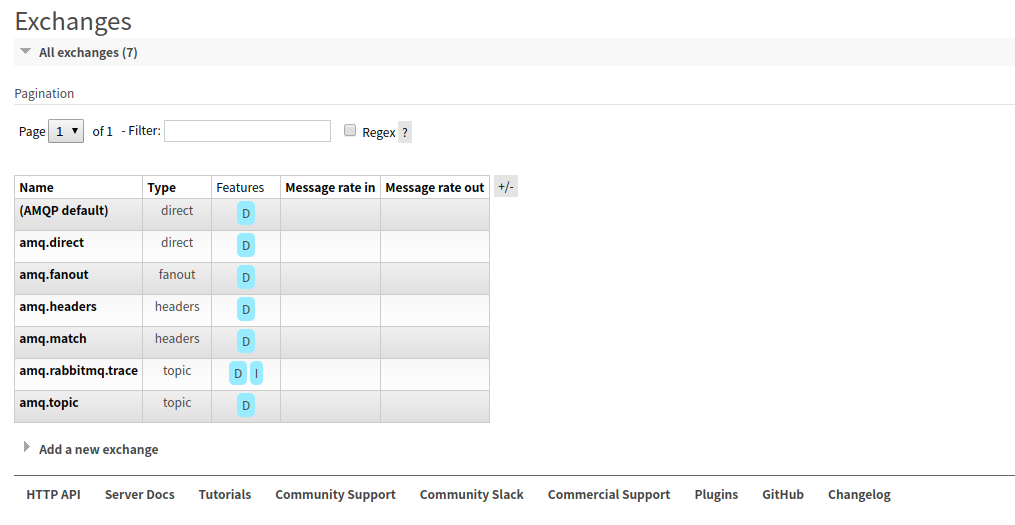 Exchanges
All exchanges (7)
Pagination
Page 1 of 1 - Filter: Regex ?
Name Type Features Message rate in Message rate out +/-
(AMQP default) direct D
amq.direct direct D
amq.fanout fanout D
amq.headers headers D
amq.match headers D
amq.rabbitmq.trace topic D I
amq.topic topic D
Add a new exchange
HTTP API Server Docs Tutorials Community Support Community Slack Commercial Support Plugins GitHub Changelog